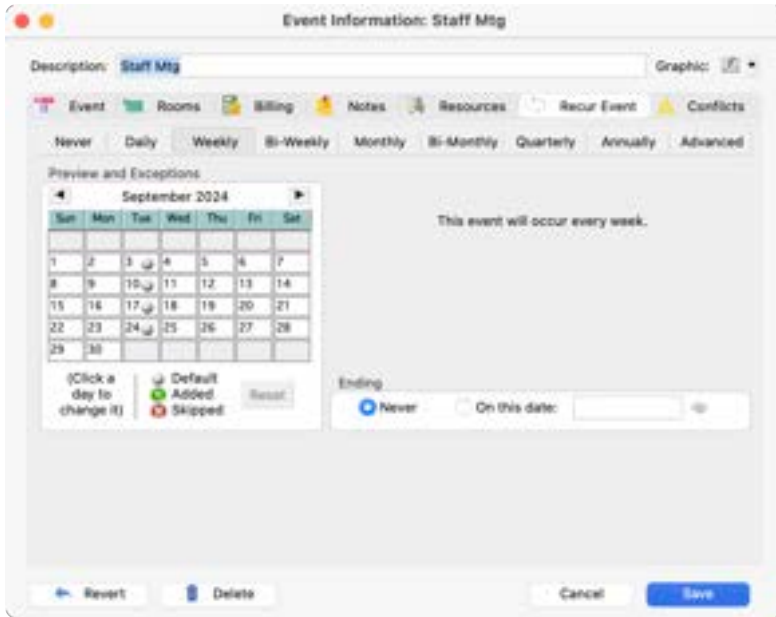 Event Information: Staff Mtg
Description: Staff Mtg Graphic:
Event Rooms Billing Notes Resources Recur Event Conflicts
Never Daily Weekly Bi-Weekly Monthly Bi-Monthly Quarterly Annually Advanced
Preview and Exceptions
September 2024
Sun Mon Tue Wed Thu Fri Sat
1 2 3 4 5 6 7
8 9 10 11 12 13 14
15 16 17 18 19 20 21
22 23 24 25 26 27 28
29 30
This event will occur every week.
(Click a
day to
change it)
Default
Added
Skipped
Reset
Ending
Never On this date:
Revert Delete Cancel Save